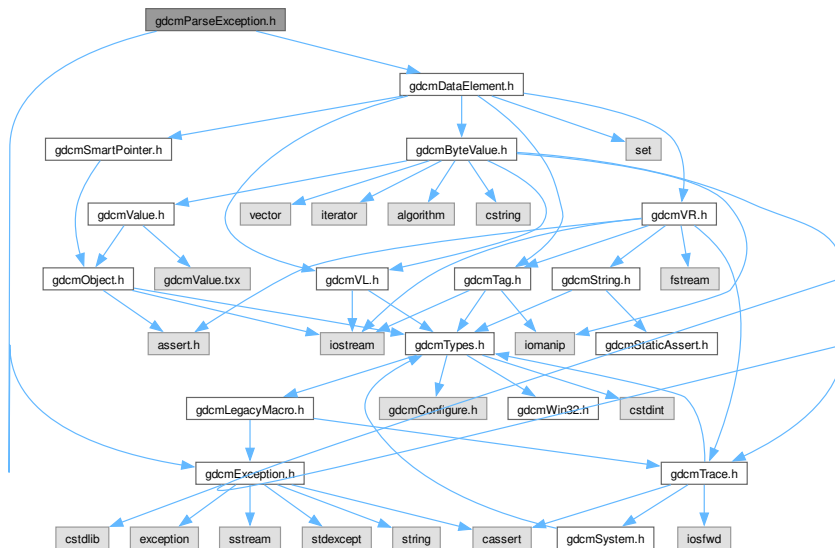 gdcmParseException.h
gdcmDataElement.h
gdcmSmartPointer.h
gdcmByteValue.h
set
gdcmValue.h
vector
iterator
algorithm
cstring
gdcmVR.h
gdcmObject.h
gdcmValue.txx
gdcmVL.h
gdcmTag.h
gdcmString.h
fstream
assert.h
iostream
gdcmTypes.h
iomanip
gdcmStaticAssert.h
gdcmLegacyMacro.h
gdcmConfigure.h
gdcmWin32.h
cstdint
gdcmException.h
gdcmTrace.h
cstdlib
exception
sstream
stdexcept
string
cassert
gdcmSystem.h
iosfwd